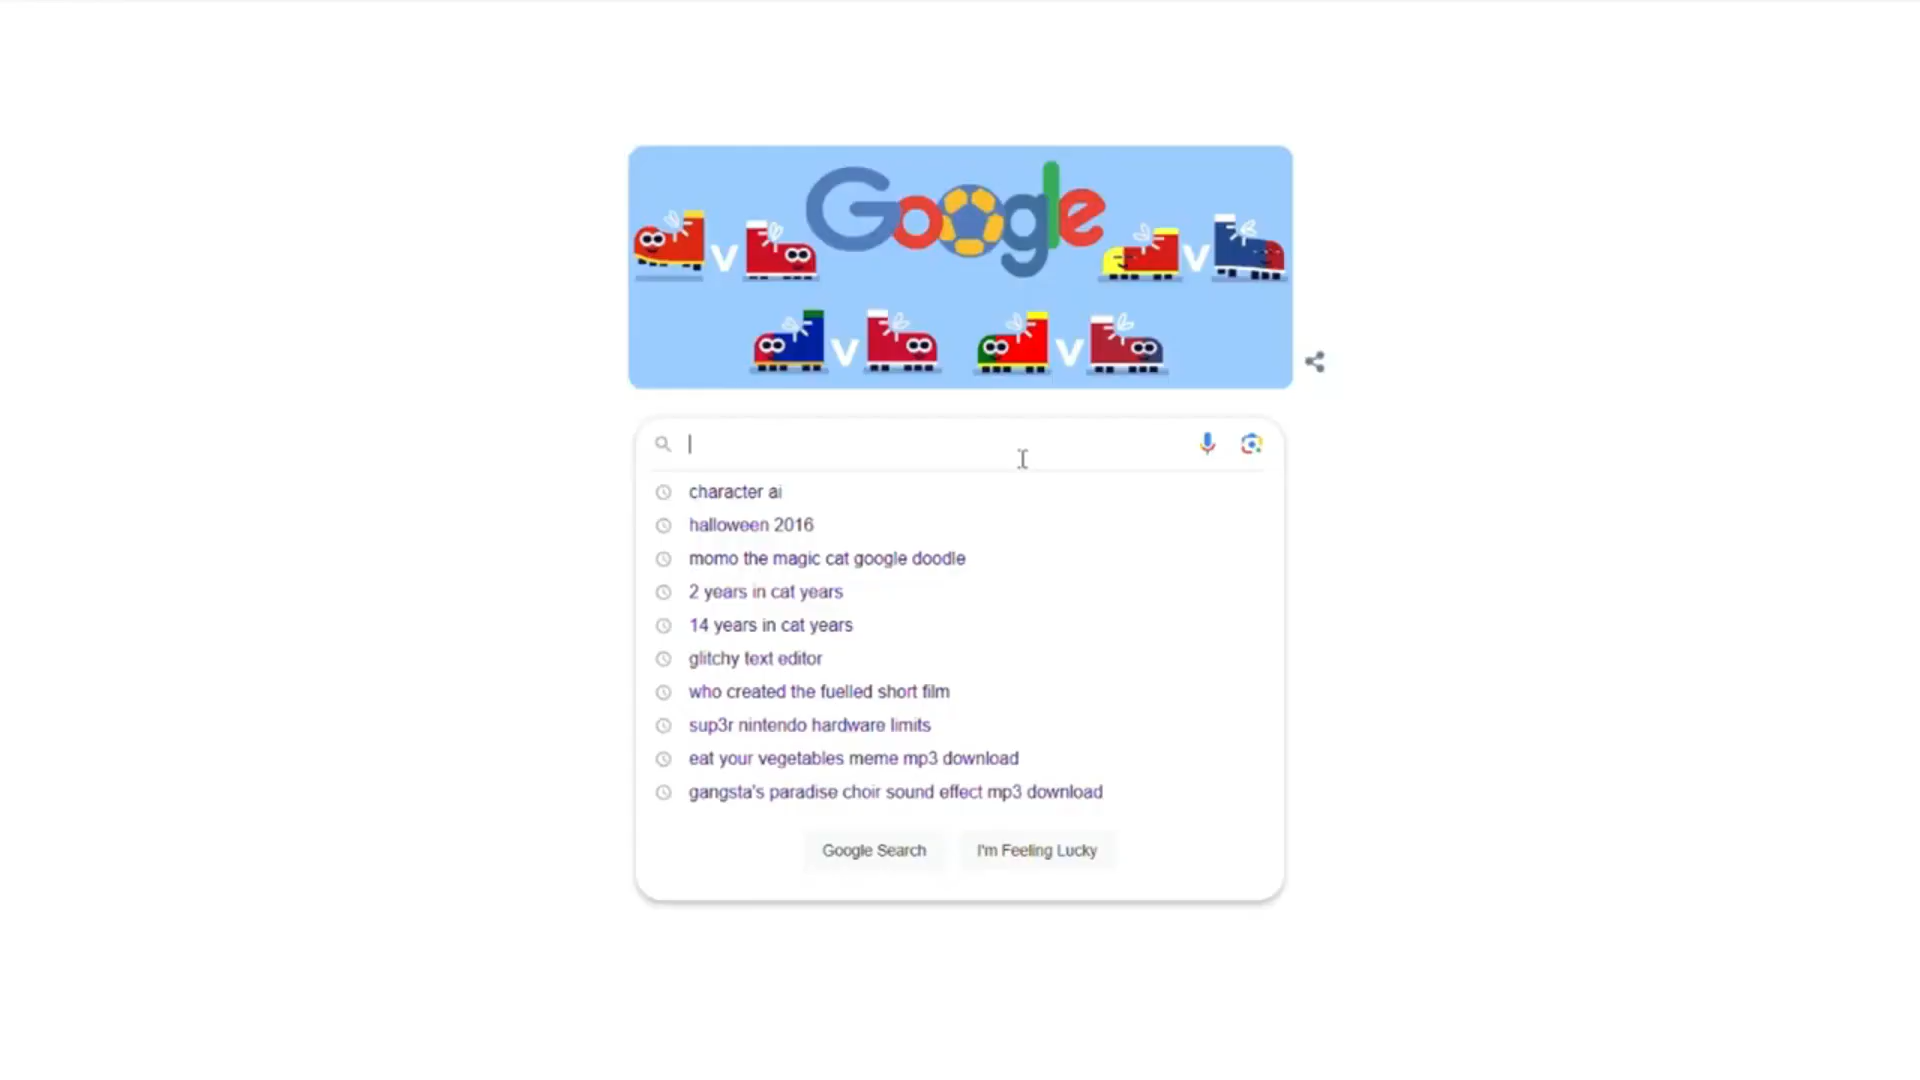 Google
V
V
V
V
character ai
halloween 2016
momo the magic cat google doodle
2 years in cat years
14 years in cat years
glitchy text editor
who created the fuelled short film
sup3r nintendo hardware limits
eat your vegetables meme mp3 download
gangsta's paradise choir sound effect mp3 download
Google Search
I'm Feeling Lucky